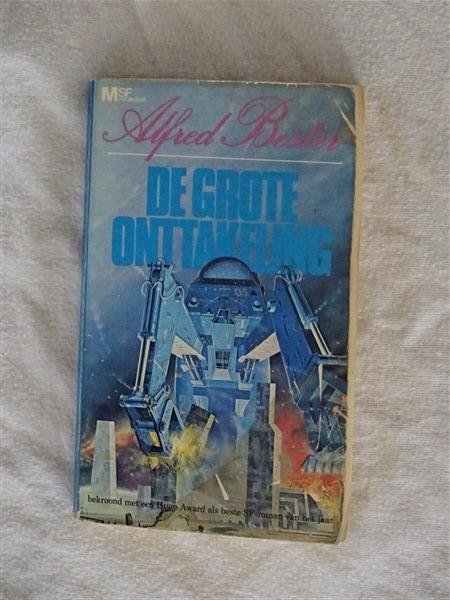 MSF
Alfred Bester
DE GROTE
ONTTAKELING
bekroond met een Hugo Award als beste SF-roman van het jaar